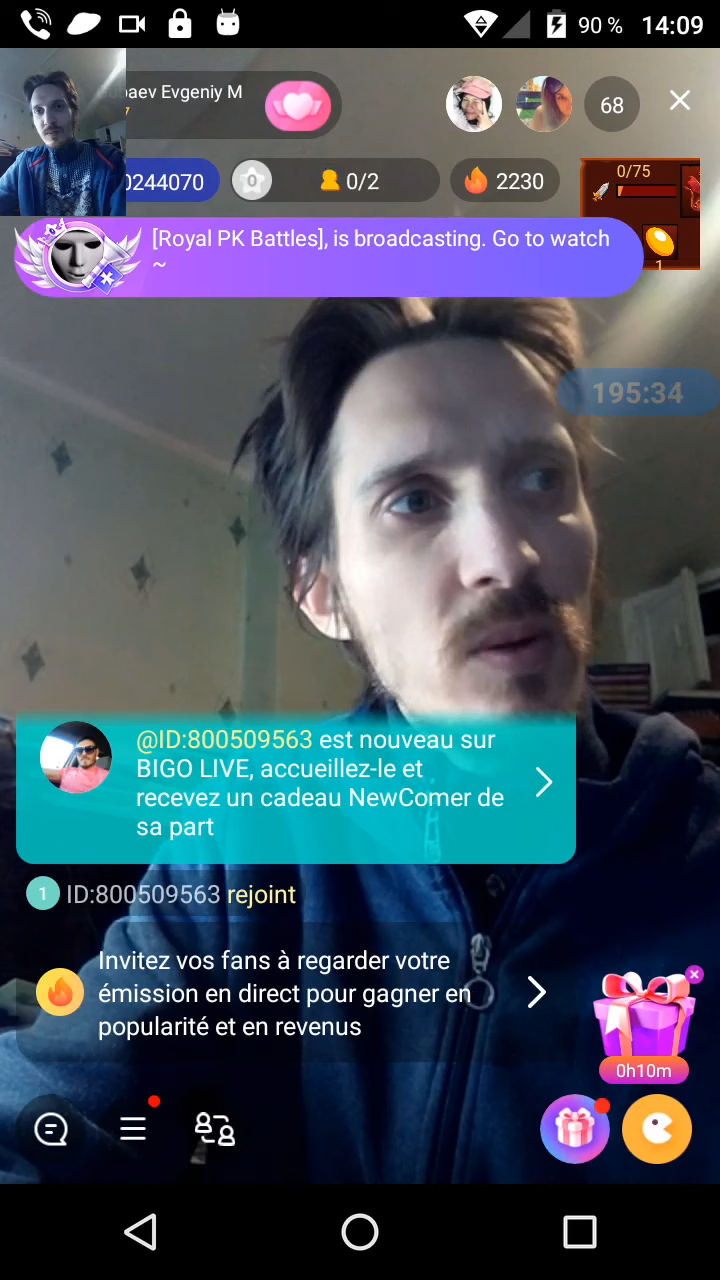 90 % 14:09
baev Evgeniy M
68
0244070
0
0/2
2230
0/75
[Royal PK Battles], is broadcasting. Go to watch
~
1
195:34
@ID:800509563 est nouveau sur
BIGO LIVE, accueillez-le et
recevez un cadeau NewComer de
sa part
1 ID:800509563 rejoint
Invitez vos fans à regarder votre
émission en direct pour gagner en
popularité et en revenus
0h10m